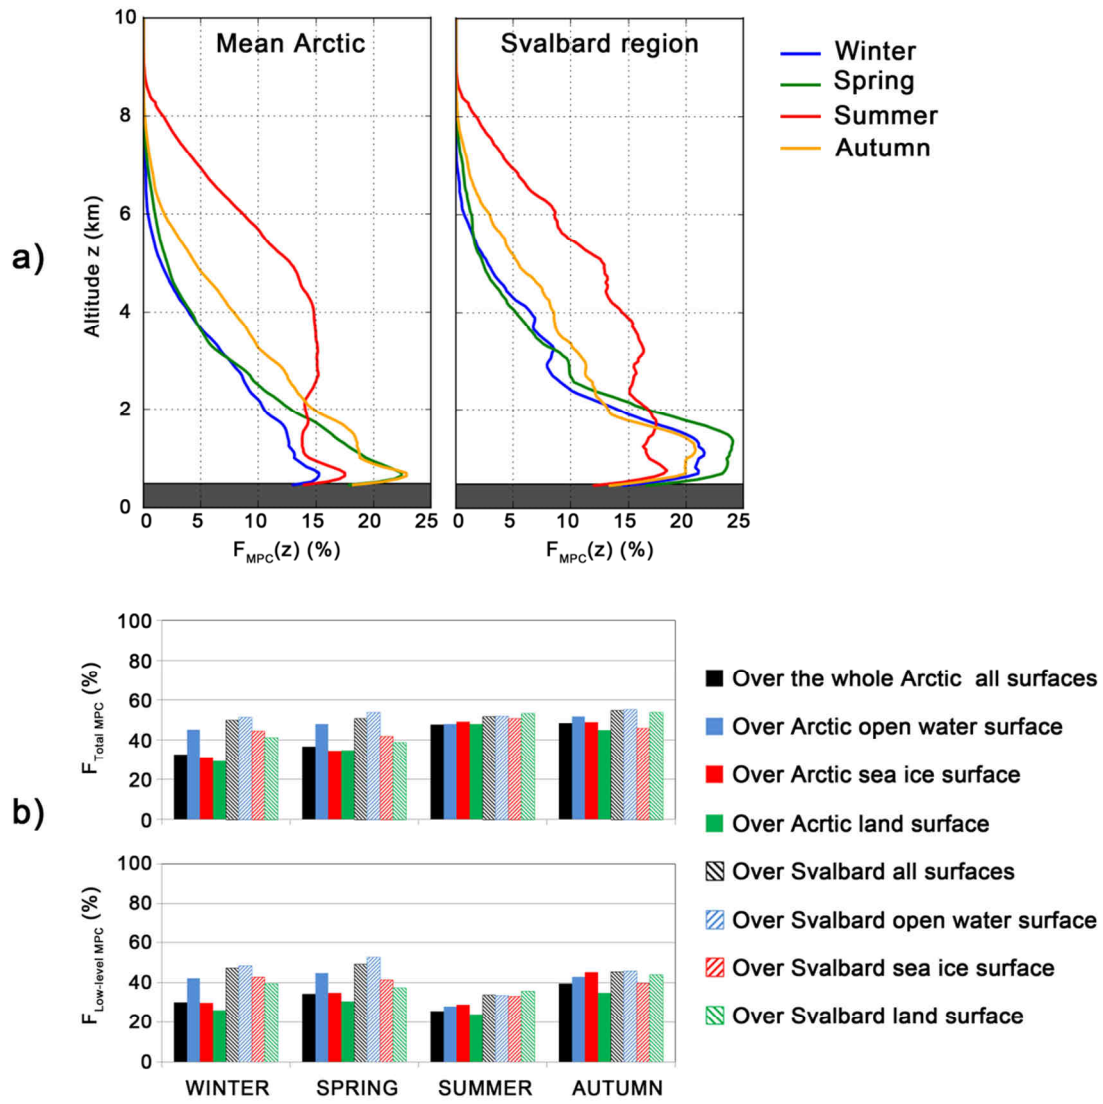 a)
Mean Arctic
Svalbard region
Winter
Spring
Summer
Autumn
Altitude z (km)
10
8
6
4
2
0
0 5 10 15 20 25
0 5 10 15 20 25
F_MPC(z) (%)
F_MPC(z) (%)
b)
F_Total MPC (%)
100
80
60
40
20
0
F_Low-level MPC (%)
100
80
60
40
20
0
WINTER SPRING SUMMER AUTUMN
Over the whole Arctic all surfaces
Over Arctic open water surface
Over Arctic sea ice surface
Over Acrtic land surface
Over Svalbard all surfaces
Over Svalbard open water surface
Over Svalbard sea ice surface
Over Svalbard land surface